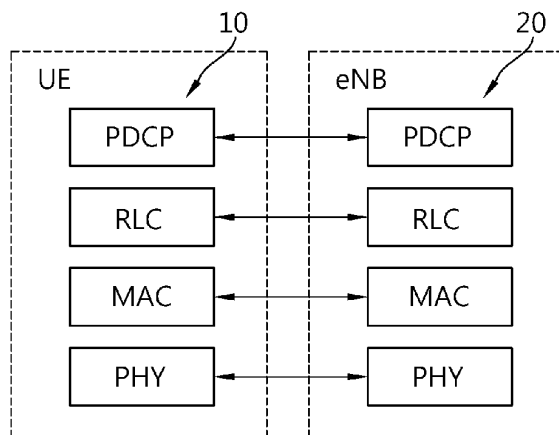 10 20
UE eNB
PDCP PDCP
RLC RLC
MAC MAC
PHY PHY